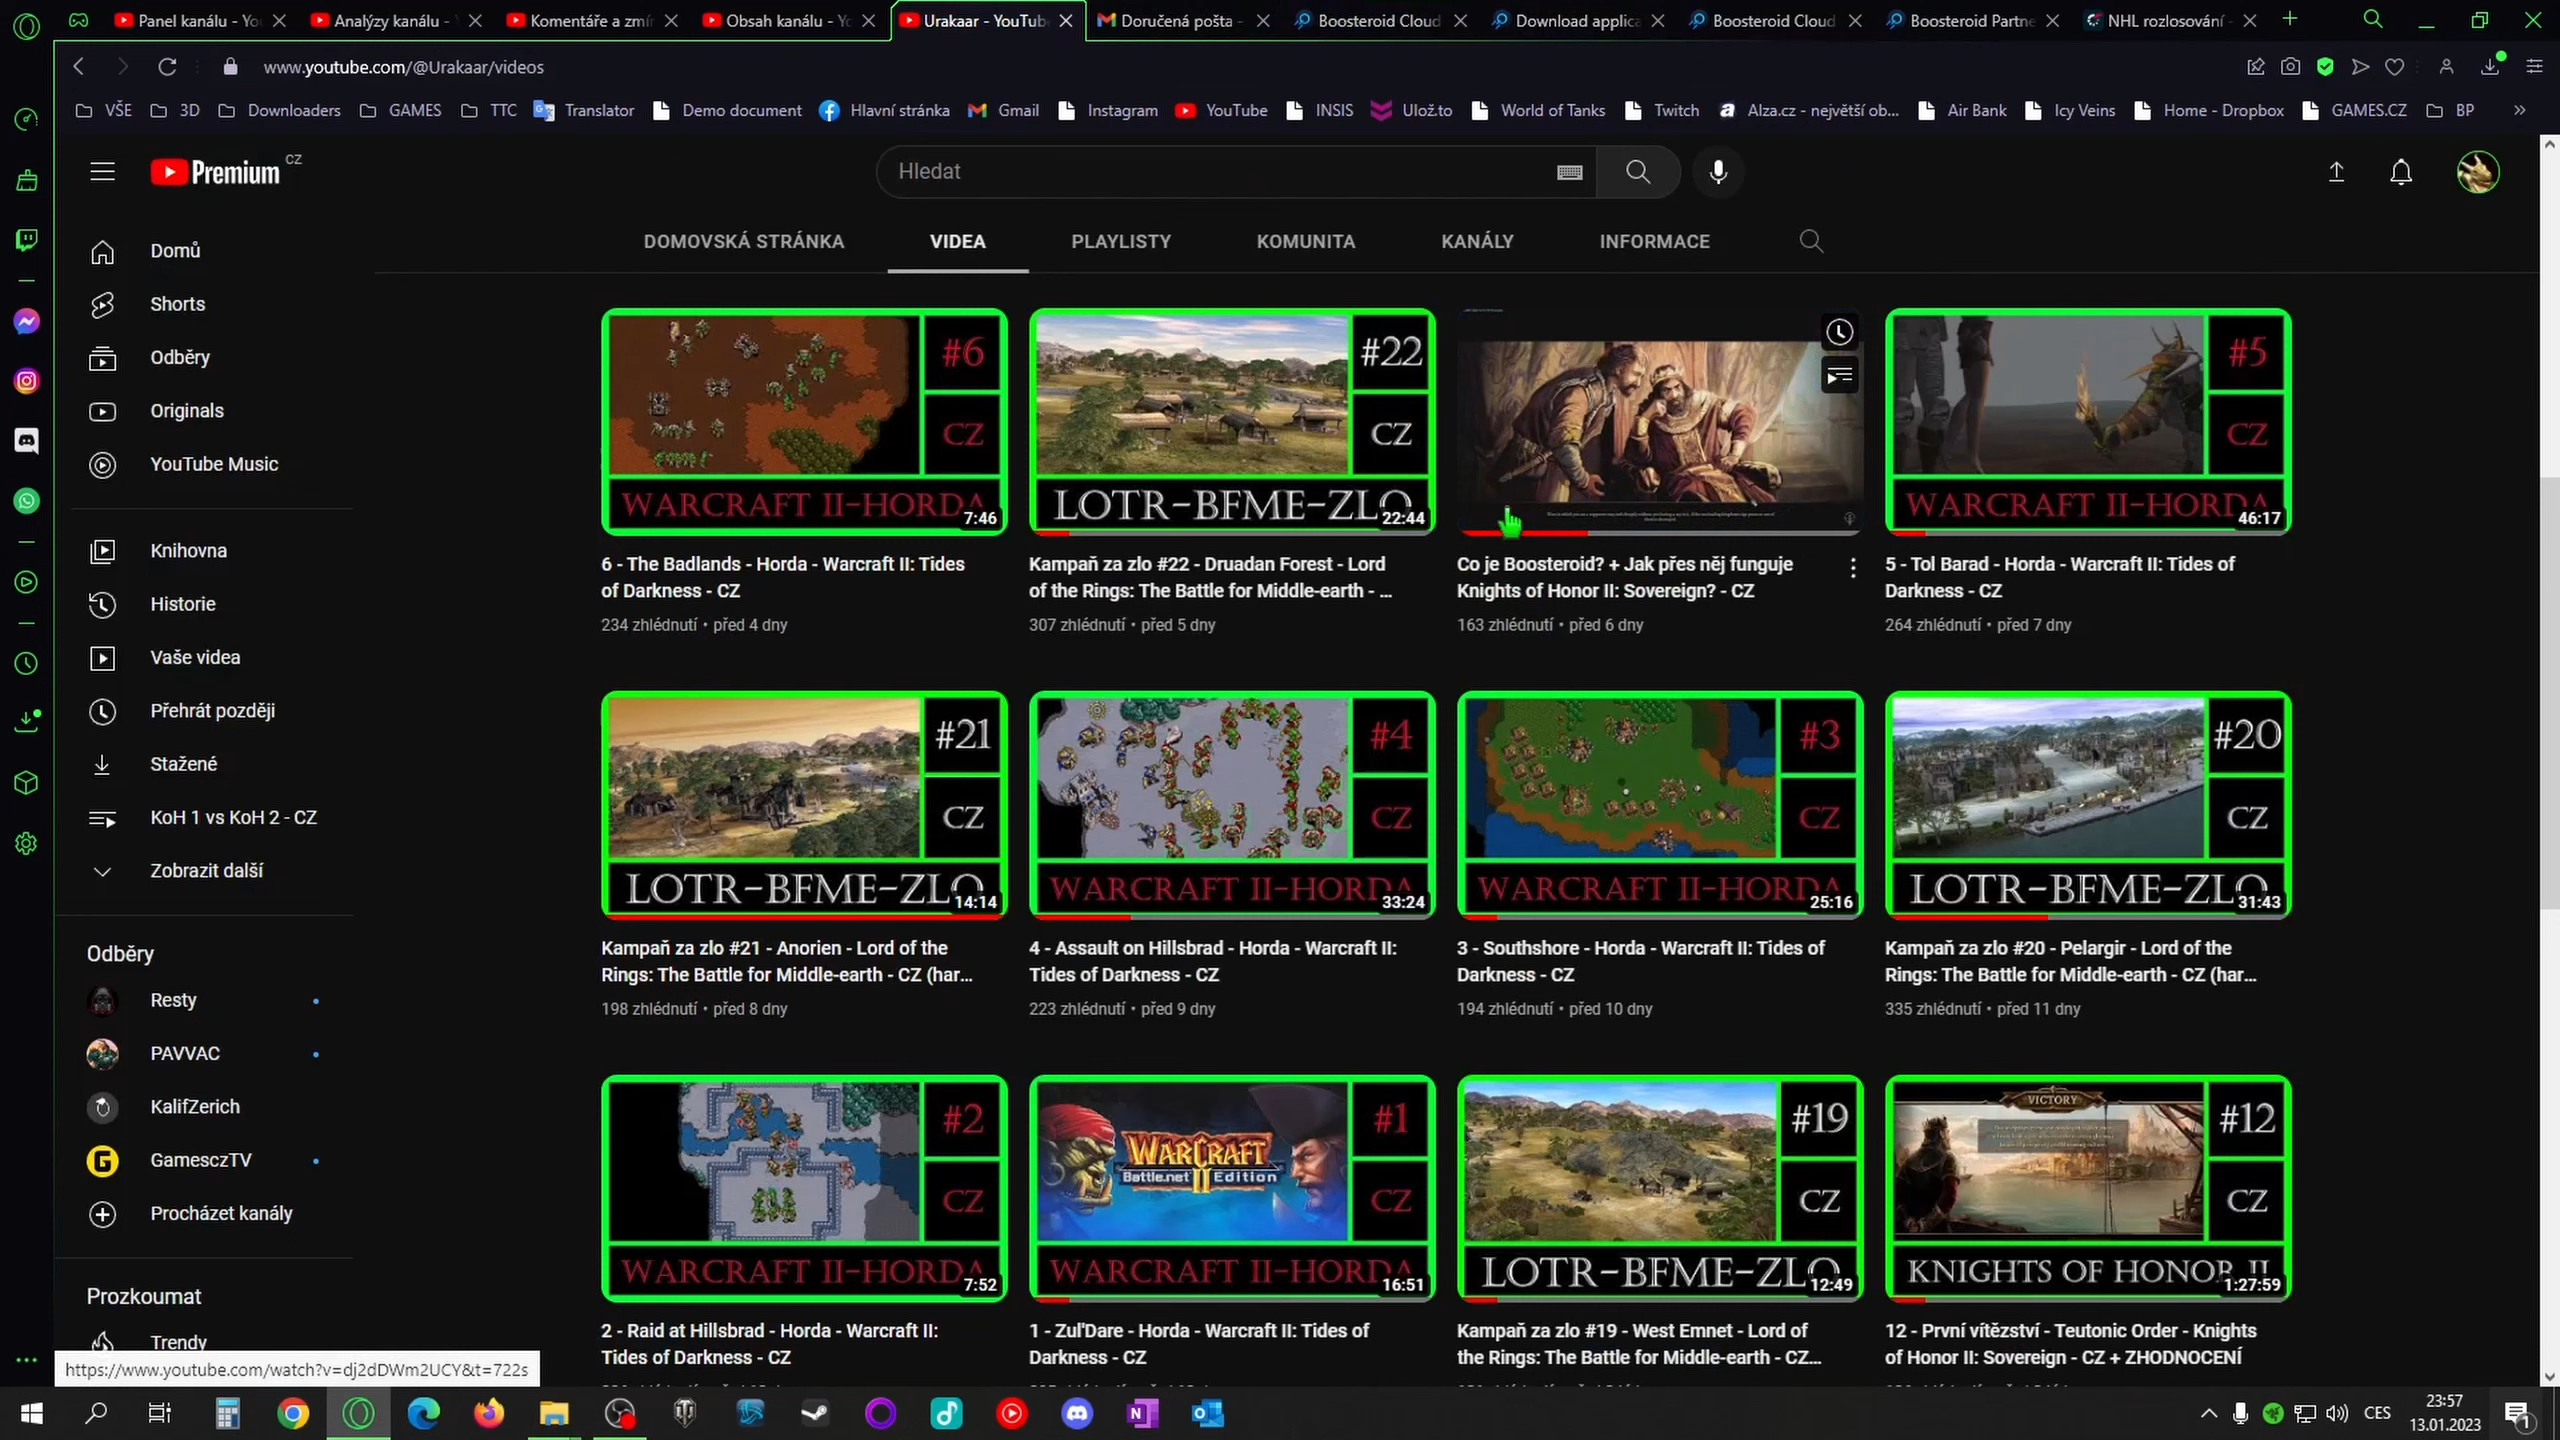 Panel kanálu - Yo
Analýzy kanálu -
Komentáře a zmín
Obsah kanálu - Yo
Urakaar - YouTube
Doručená pošta -
Boosteroid Cloud
Download applica
Boosteroid Cloud
Boosteroid Partne
NHL rozlosování -
www.youtube.com/@Urakaar/videos
VŠE
3D
Downloaders
GAMES
TTC
Translator
Demo document
Hlavní stránka
Gmail
Instagram
YouTube
INSIS
Ulož.to
World of Tanks
Twitch
Alza.cz - největší ob...
Air Bank
Icy Veins
Home - Dropbox
GAMES.CZ
BP
Premium CZ
Hledat
DOMOVSKÁ STRÁNKA
VIDEA
PLAYLISTY
KOMUNITA
KANÁLY
INFORMACE
Domů
Shorts
Odběry
Originals
YouTube Music
Knihovna
Historie
Vaše videa
Přehrát později
Stažené
KoH 1 vs KoH 2 - CZ
Zobrazit další
Odběry
Resty
PAVVAC
KalifZerich
GamesczTV
Procházet kanály
Prozkoumat
Trendy
#6
CZ
WARCRAFT II-HORDA
7:46
6 - The Badlands - Horda - Warcraft II: Tides
of Darkness - CZ
234 zhlédnutí • před 4 dny
#22
CZ
LOTR-BFME-ZLO
22:44
Kampaň za zlo #22 - Druadan Forest - Lord
of the Rings: The Battle for Middle-earth - ...
307 zhlédnutí • před 5 dny
Co je Boosteroid? + Jak přes něj funguje
Knights of Honor II: Sovereign? - CZ
163 zhlédnutí • před 6 dny
#5
CZ
WARCRAFT II-HORDA
46:17
5 - Tol Barad - Horda - Warcraft II: Tides of
Darkness - CZ
264 zhlédnutí • před 7 dny
#21
CZ
LOTR-BFME-ZLO
14:14
Kampaň za zlo #21 - Anorien - Lord of the
Rings: The Battle for Middle-earth - CZ (har...
198 zhlédnutí • před 8 dny
#4
CZ
WARCRAFT II-HORDA
33:24
4 - Assault on Hillsbrad - Horda - Warcraft II:
Tides of Darkness - CZ
223 zhlédnutí • před 9 dny
#3
CZ
WARCRAFT II-HORDA
25:16
3 - Southshore - Horda - Warcraft II: Tides of
Darkness - CZ
194 zhlédnutí • před 10 dny
#20
CZ
LOTR-BFME-ZLO
31:43
Kampaň za zlo #20 - Pelargir - Lord of the
Rings: The Battle for Middle-earth - CZ (har...
335 zhlédnutí • před 11 dny
#2
CZ
WARCRAFT II-HORDA
7:52
2 - Raid at Hillsbrad - Horda - Warcraft II:
Tides of Darkness - CZ
WARCRAFT II
Battle.net Edition
#1
CZ
WARCRAFT II-HORDA
16:51
1 - Zul'Dare - Horda - Warcraft II: Tides of
Darkness - CZ
#19
CZ
LOTR-BFME-ZLO
12:49
Kampaň za zlo #19 - West Emnet - Lord of
the Rings: The Battle for Middle-earth - CZ...
VICTORY
#12
CZ
KNIGHTS OF HONOR II
1:27:59
12 - První vítězství - Teutonic Order - Knights
of Honor II: Sovereign - CZ + ZHODNOCENÍ
https://www.youtube.com/watch?v=dj2dDWm2UCY&t=722s
CES
23:57
13.01.2023
1